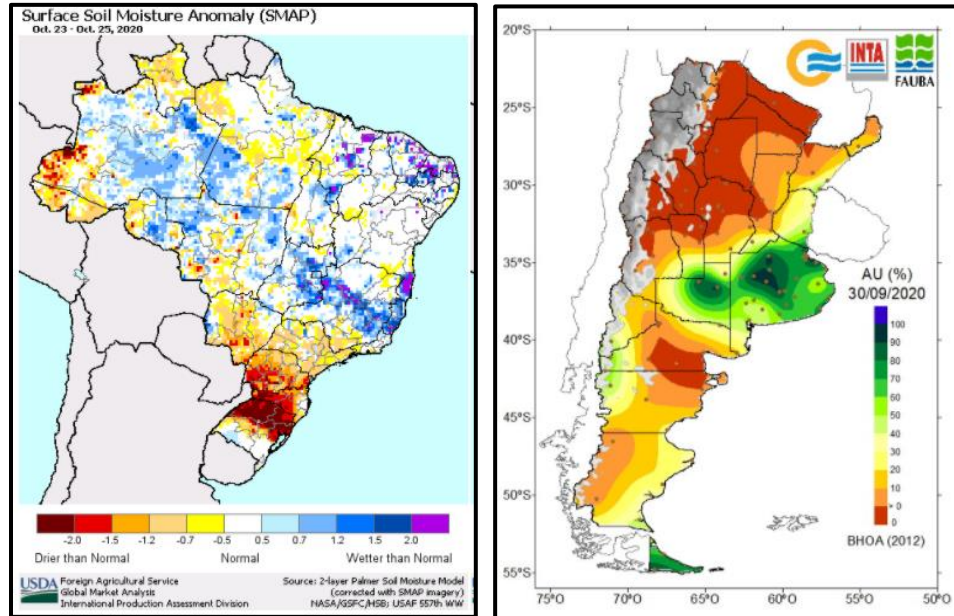 Surface Soil Moisture Anomaly (SMAP)
Oct. 23 - Oct. 25, 2020
-2.0 -1.5 -1.2 -0.7 -0.5 0.5 0.7 1.2 1.5 2.0
Drier than Normal Normal Wetter than Normal
USDA Foreign Agricultural Service
Global Market Analysis
International Production Assessment Division
Source: 2-layer Palmer Soil Moisture Model
(corrected with SMAP imagery)
NASA/GSFC/HSB; USAF 557th WW
INTA
FAUBA
20°S
25°S
30°S
35°S
40°S
45°S
50°S
55°S
75°O 70°O 65°O 60°O 55°O 50°O
AU (%)
30/09/2020
100
90
80
70
60
50
40
30
20
10
> 0
0
BHOA (2012)